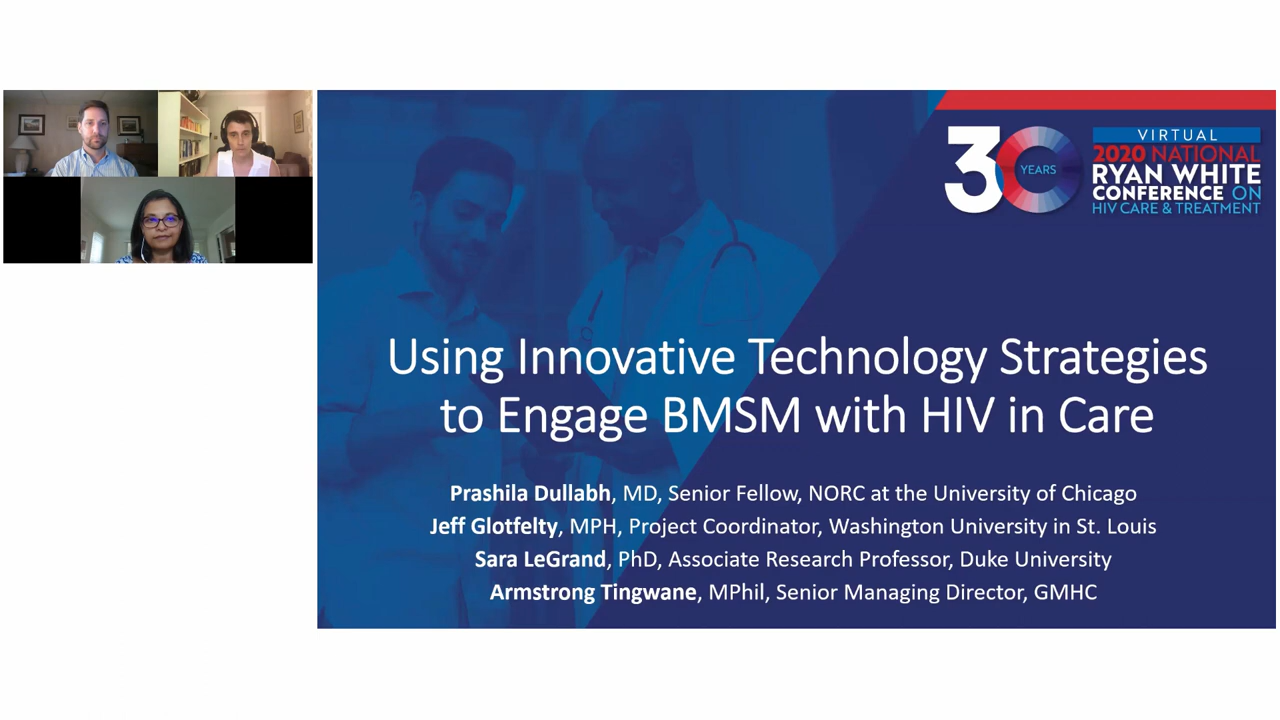 30
YEARS
VIRTUAL
2020 NATIONAL
RYAN WHITE
CONFERENCE ON
HIV CARE & TREATMENT
Using Innovative Technology Strategies
to Engage BMSM with HIV in Care
Prashila Dullabh, MD, Senior Fellow, NORC at the University of Chicago
Jeff Glotfelty, MPH, Project Coordinator, Washington University in St. Louis
Sara LeGrand, PhD, Associate Research Professor, Duke University
Armstrong Tingwane, MPhil, Senior Managing Director, GMHC